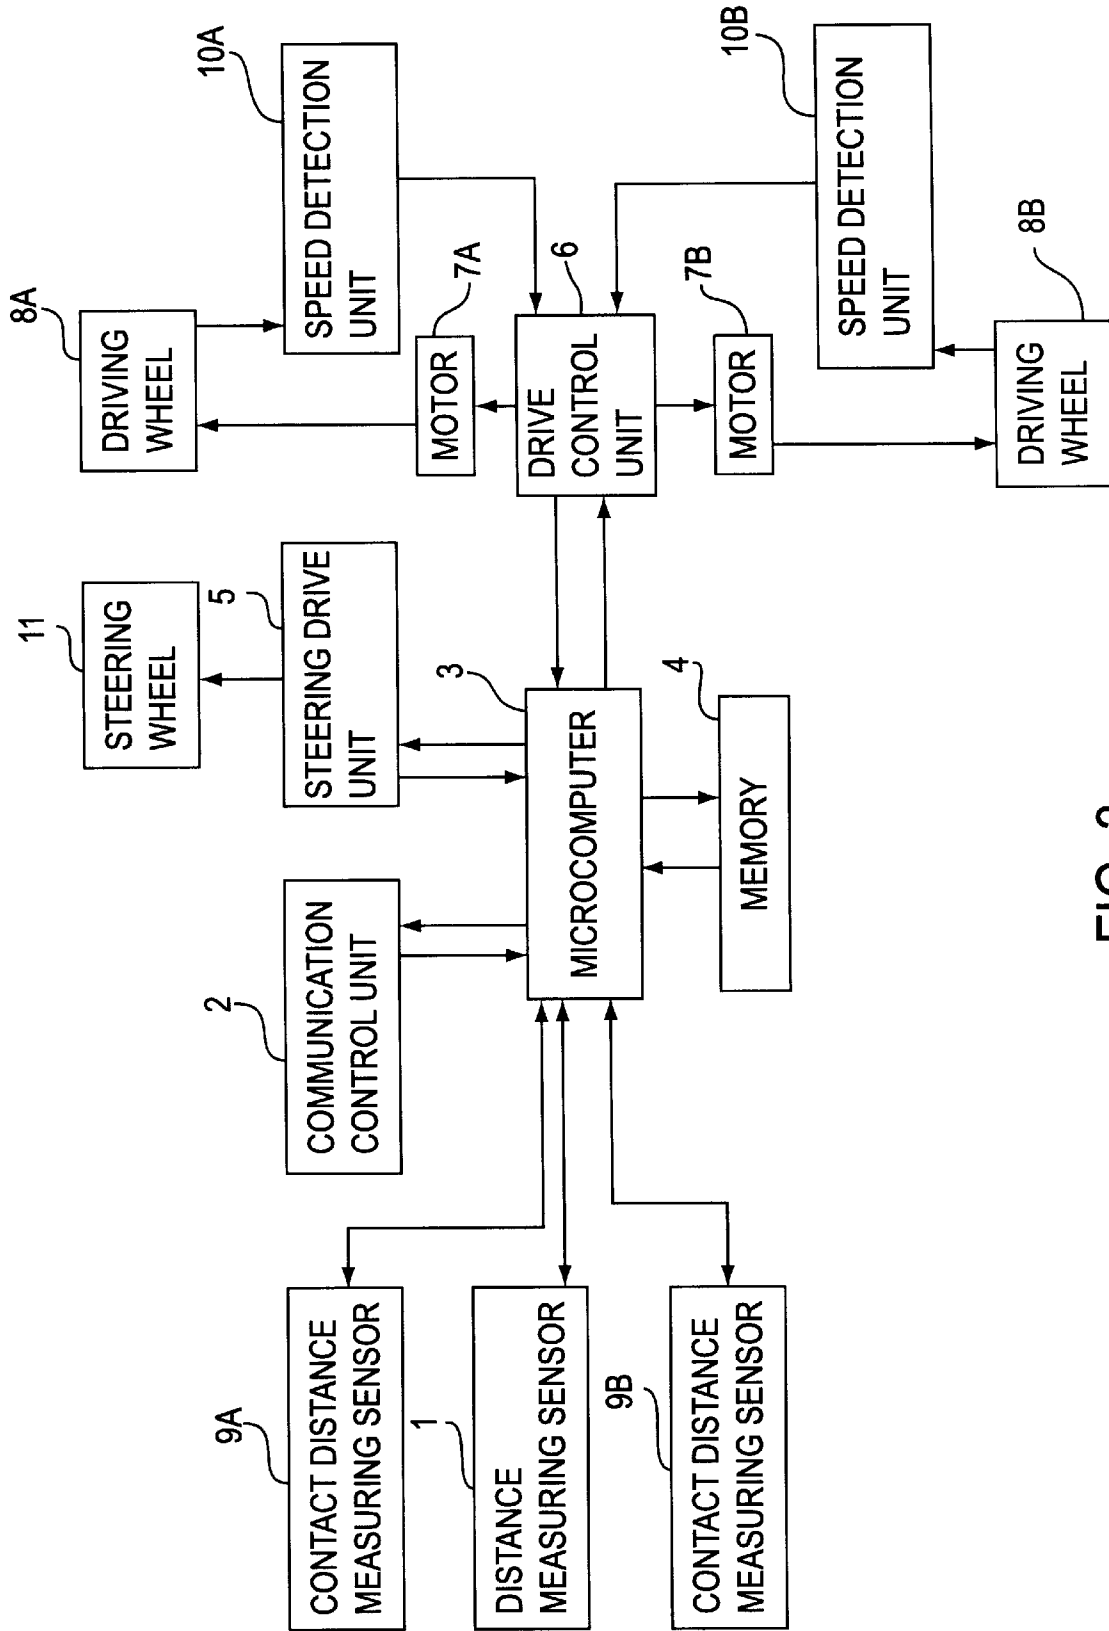 11
STEERING
WHEEL
8A
DRIVING
WHEEL
10A
SPEED DETECTION
UNIT
2
COMMUNICATION
CONTROL UNIT
5
STEERING DRIVE
UNIT
9A
CONTACT DISTANCE
MEASURING SENSOR
7A
MOTOR
1
DISTANCE
MEASURING SENSOR
3
MICROCOMPUTER
6
DRIVE
CONTROL
UNIT
9B
CONTACT DISTANCE
MEASURING SENSOR
4
MEMORY
7B
MOTOR
10B
SPEED DETECTION
UNIT
8B
DRIVING
WHEEL
FIG